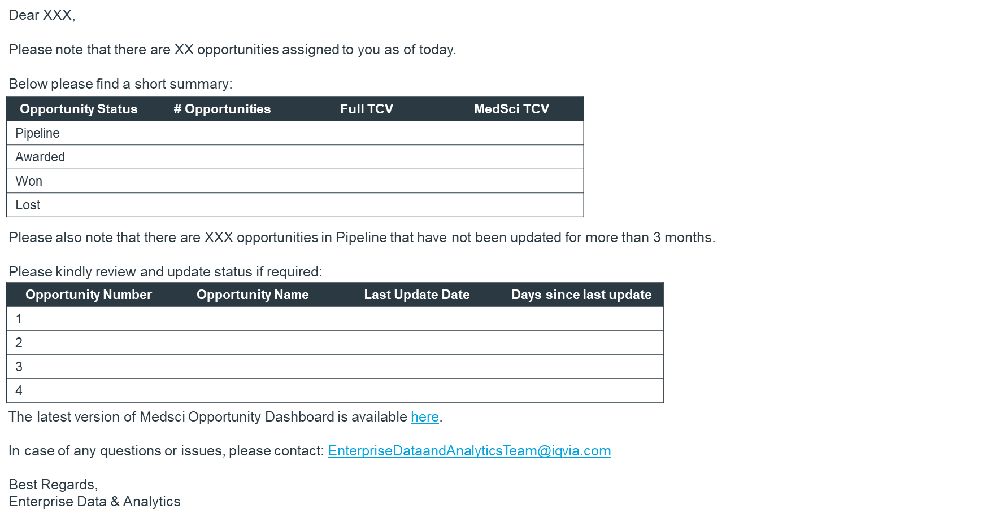 Dear XXX,
Please note that there are XX opportunities assigned to you as of today.
Below please find a short summary:
Opportunity Status # Opportunities Full TCV MedSci TCV
Pipeline
Awarded
Won
Lost
Please also note that there are XXX opportunities in Pipeline that have not been updated for more than 3 months.
Please kindly review and update status if required:
Opportunity Number Opportunity Name Last Update Date Days since last update
1
2
3
4
The latest version of Medsci Opportunity Dashboard is available here.
In case of any questions or issues, please contact: EnterpriseDataandAnalyticsTeam@iqvia.com
Best Regards,
Enterprise Data & Analytics